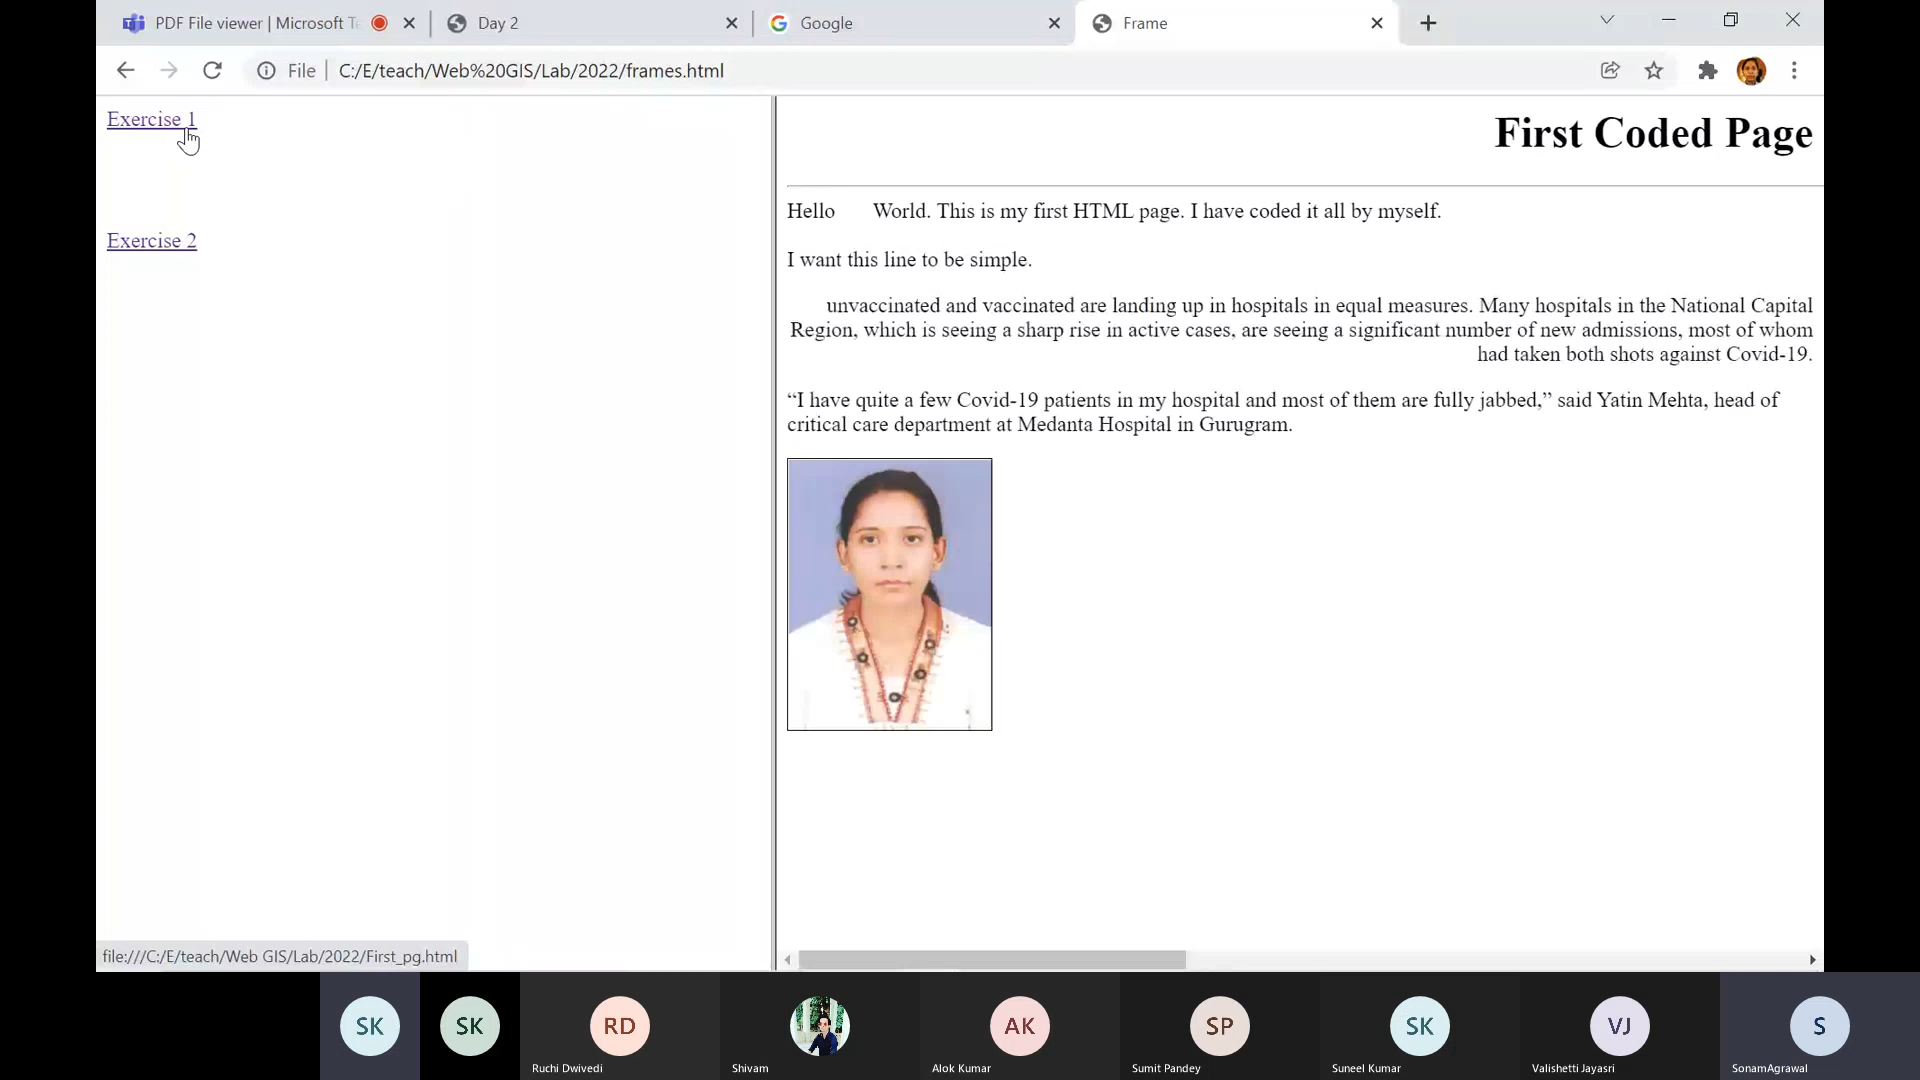 PDF File viewer | Microsoft Te
Day 2
Google
Frame
File
C:/E/teach/Web%20GIS/Lab/2022/frames.html
Exercise 1
Exercise 2
First Coded Page
Hello World. This is my first HTML page. I have coded it all by myself.
I want this line to be simple.
unvaccinated and vaccinated are landing up in hospitals in equal measures. Many hospitals in the National Capital
Region, which is seeing a sharp rise in active cases, are seeing a significant number of new admissions, most of whom
had taken both shots against Covid-19.
“I have quite a few Covid-19 patients in my hospital and most of them are fully jabbed,” said Yatin Mehta, head of
critical care department at Medanta Hospital in Gurugram.
file:///C:/E/teach/Web GIS/Lab/2022/First_pg.html
SK
SK
RD
AK
SP
SK
VJ
S
Ruchi Dwivedi
Shivam
Alok Kumar
Sumit Pandey
Suneel Kumar
Valishetti Jayasri
SonamAgrawal